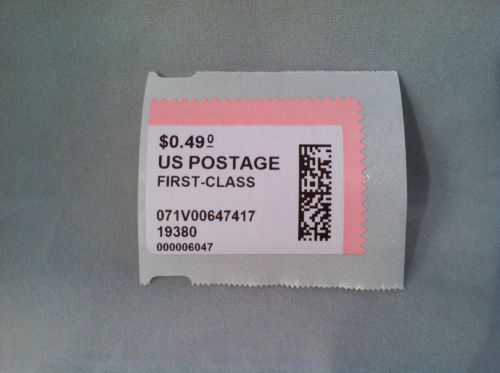 $0.49⁰
US POSTAGE
FIRST-CLASS
071V00647417
19380
000006047